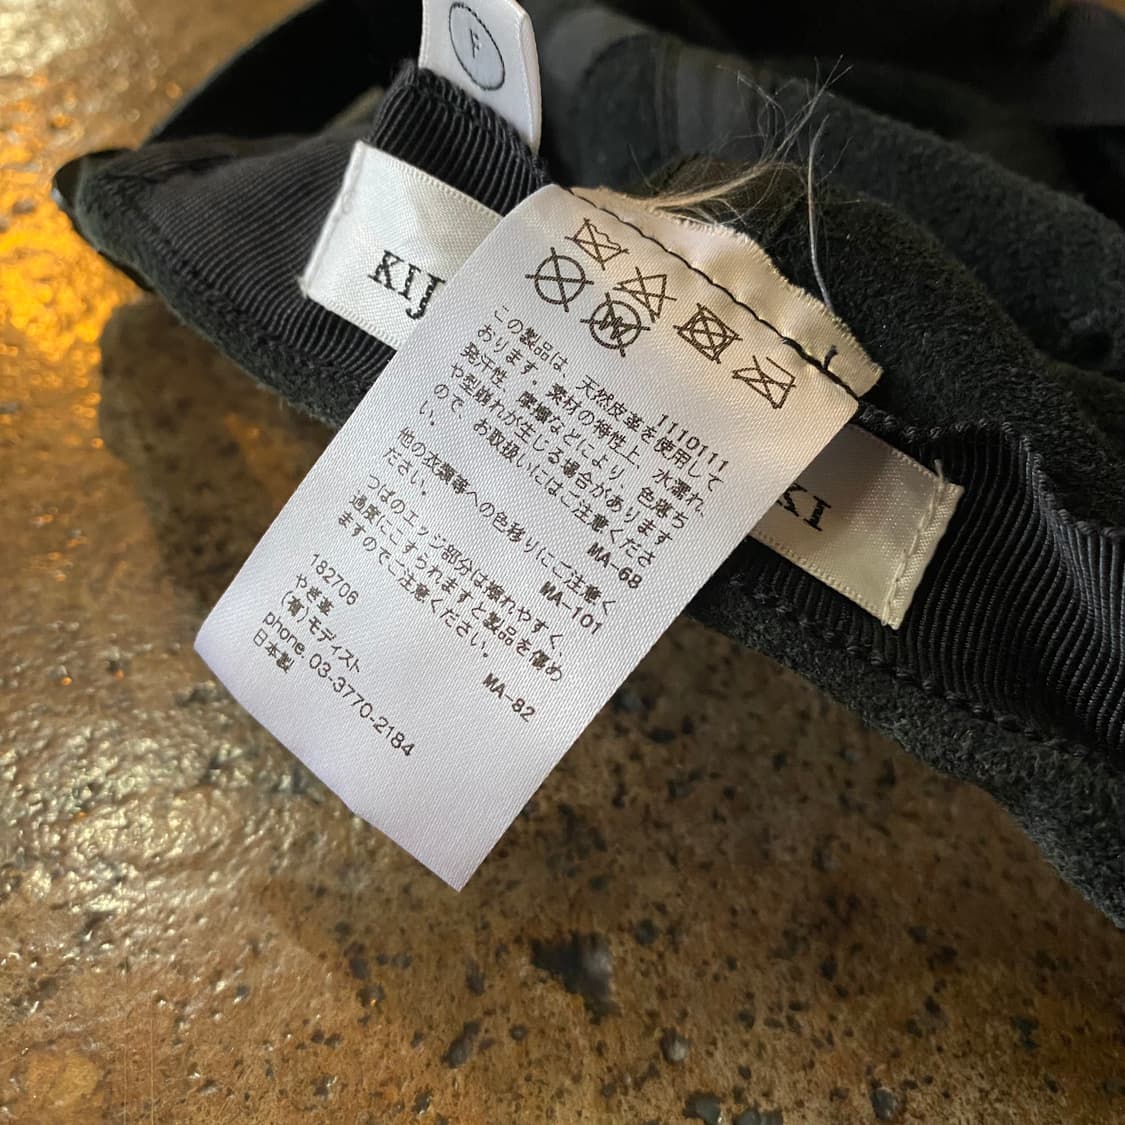 F
KIJ
KI
1110111
この製品は、天然皮革を使用して
おります。素材の特性上、水濡れ、
発汗性、摩擦などにより、色落ち
や型崩れが生じる場合があります
ので、お取扱いにはご注意くださ
い。
MA-68
他の衣類等への色移りにご注意く
ださい。
MA-101
つばのエッジ部分は擦れやすく、
過度にこすられますと製品を傷め
ますのでご注意ください。
MA-82
182706
やぎ革
(有)モディスト
phone. 03-3770-2184
日本製